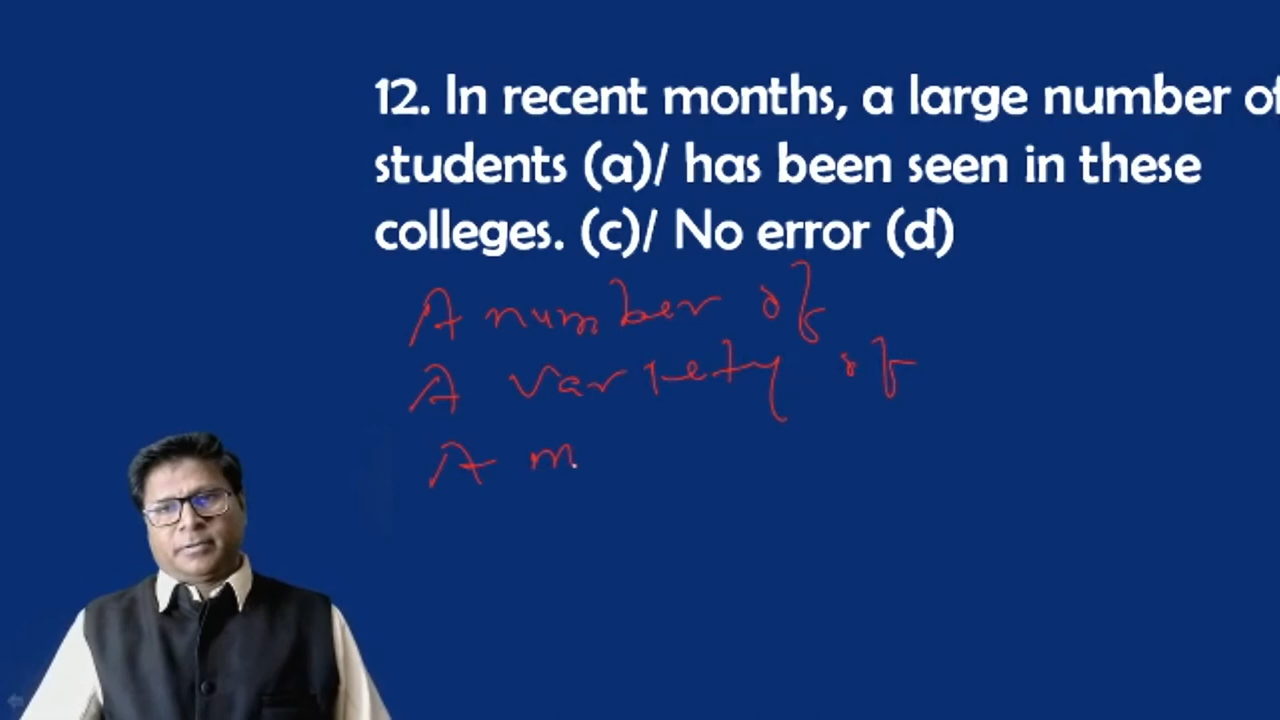 12. In recent months, a large number of
students (a)/ has been seen in these
colleges. (c)/ No error (d)
A number of
A variety of
A m